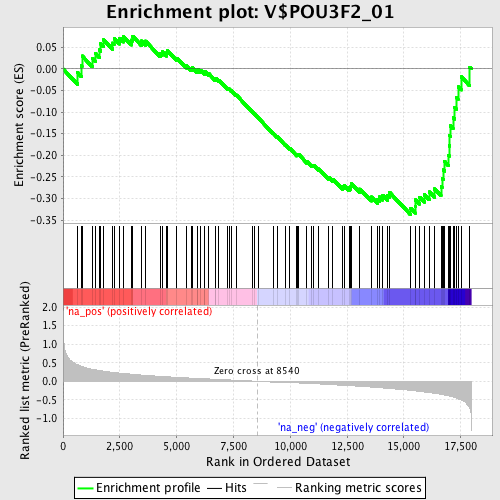 Enrichment plot: V$POU3F2_01
Enrichment score (ES)
0.05
0.00
-0.05
-0.10
-0.15
-0.20
-0.25
-0.30
-0.35
'na_pos' (positively correlated)
Ranked list metric (PreRanked)
2.0
1.5
1.0
0.5
0.0
-0.5
-1.0
Zero cross at 8540
'na_neg' (negatively correlated)
0
2,500
5,000
7,500
10,000
12,500
15,000
17,500
Rank in Ordered Dataset
Enrichment profile
Hits
Ranking metric scores